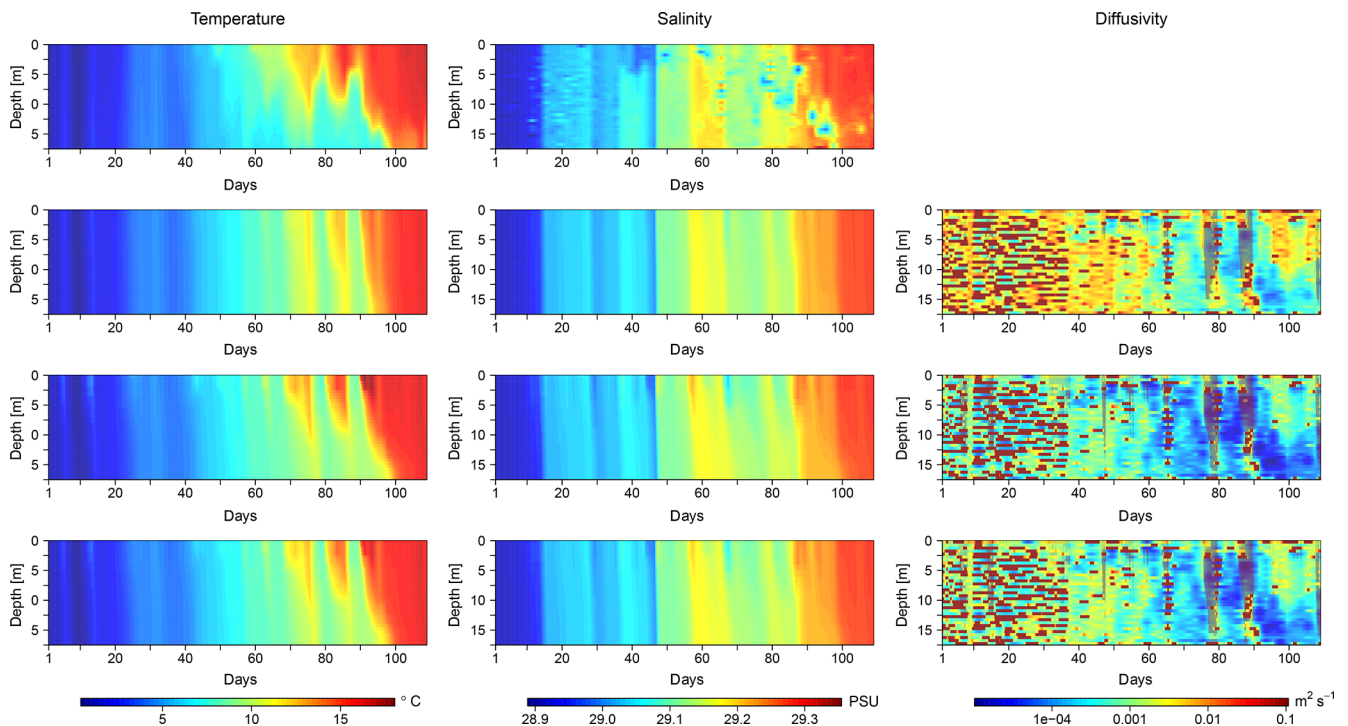 Temperature Salinity Diffusivity
0 0
5 5
0 10
5 15
Depth [m] Depth [m]
1 20 40 60 80 100 1 20 40 60 80 100
Days Days
0 0 0
5 5 5
0 10 10
5 15 15
Depth [m] Depth [m] Depth [m]
1 20 40 60 80 100 1 20 40 60 80 100 1 20 40 60 80 100
Days Days Days
0 0 0
5 5 5
0 10 10
5 15 15
Depth [m] Depth [m] Depth [m]
1 20 40 60 80 100 1 20 40 60 80 100 1 20 40 60 80 100
Days Days Days
0 0 0
5 5 5
10 10 10
5 15 15
Depth [m] Depth [m] Depth [m]
1 20 40 60 80 100 1 20 40 60 80 100 1 20 40 60 80 100
Days Days Days
° C PSU m² s⁻¹
5 10 15 28.9 29.0 29.1 29.2 29.3 1e−04 0.001 0.01 0.1